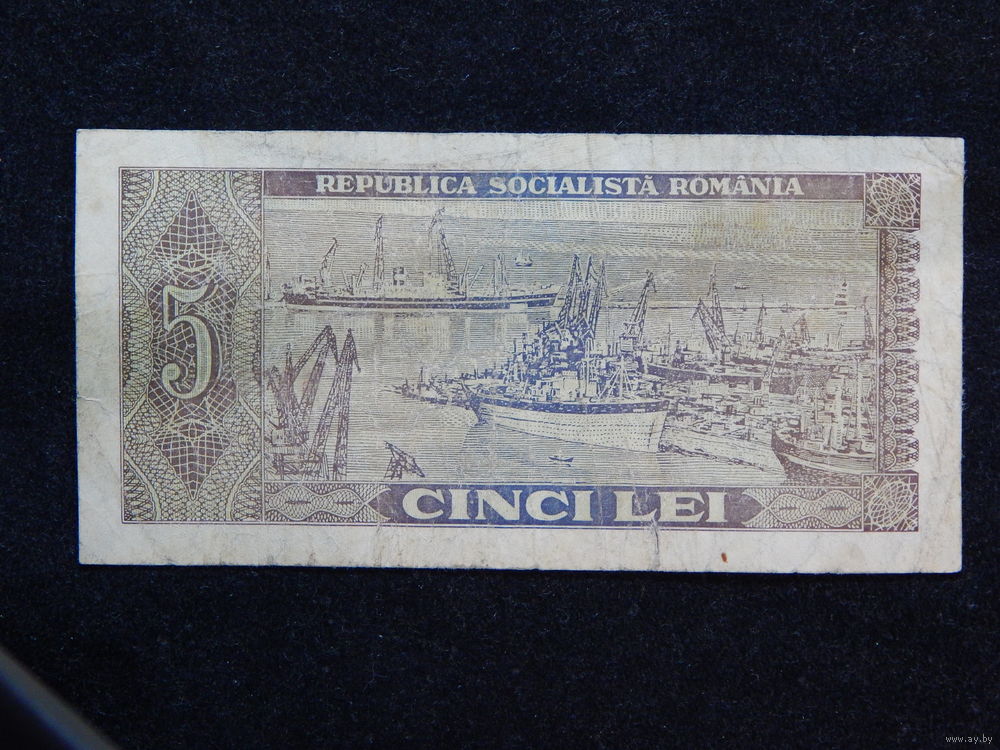 REPUBLICA SOCIALISTĂ ROMÂNIA
5
CINCI LEI
www.ay.by